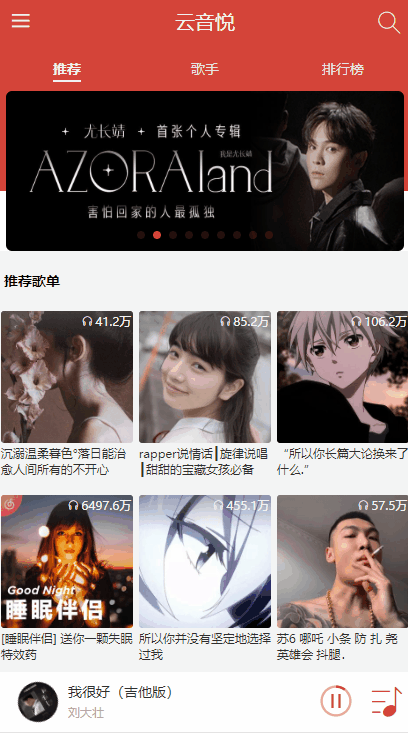 云音悦
推荐 歌手 排行榜
尤长靖 首张个人专辑
AZORAland
我是尤长靖
害怕回家的人最孤独
推荐歌单
41.2万
85.2万
106.2万
沉溺温柔暮色°落日能治
愈人间所有的不开心
rapper说情话┃旋律说唱
┃甜甜的宝藏女孩必备
“所以你长篇大论换来了
什么.”
6497.6万
455.1万
57.5万
Good Night
睡眠伴侣
[睡眠伴侣] 送你一颗失眠
特效药
所以你并没有坚定地选择
过我
苏6 哪吒 小条 防 扎 尧
英雄会 抖腿.
我很好（吉他版）
刘大壮